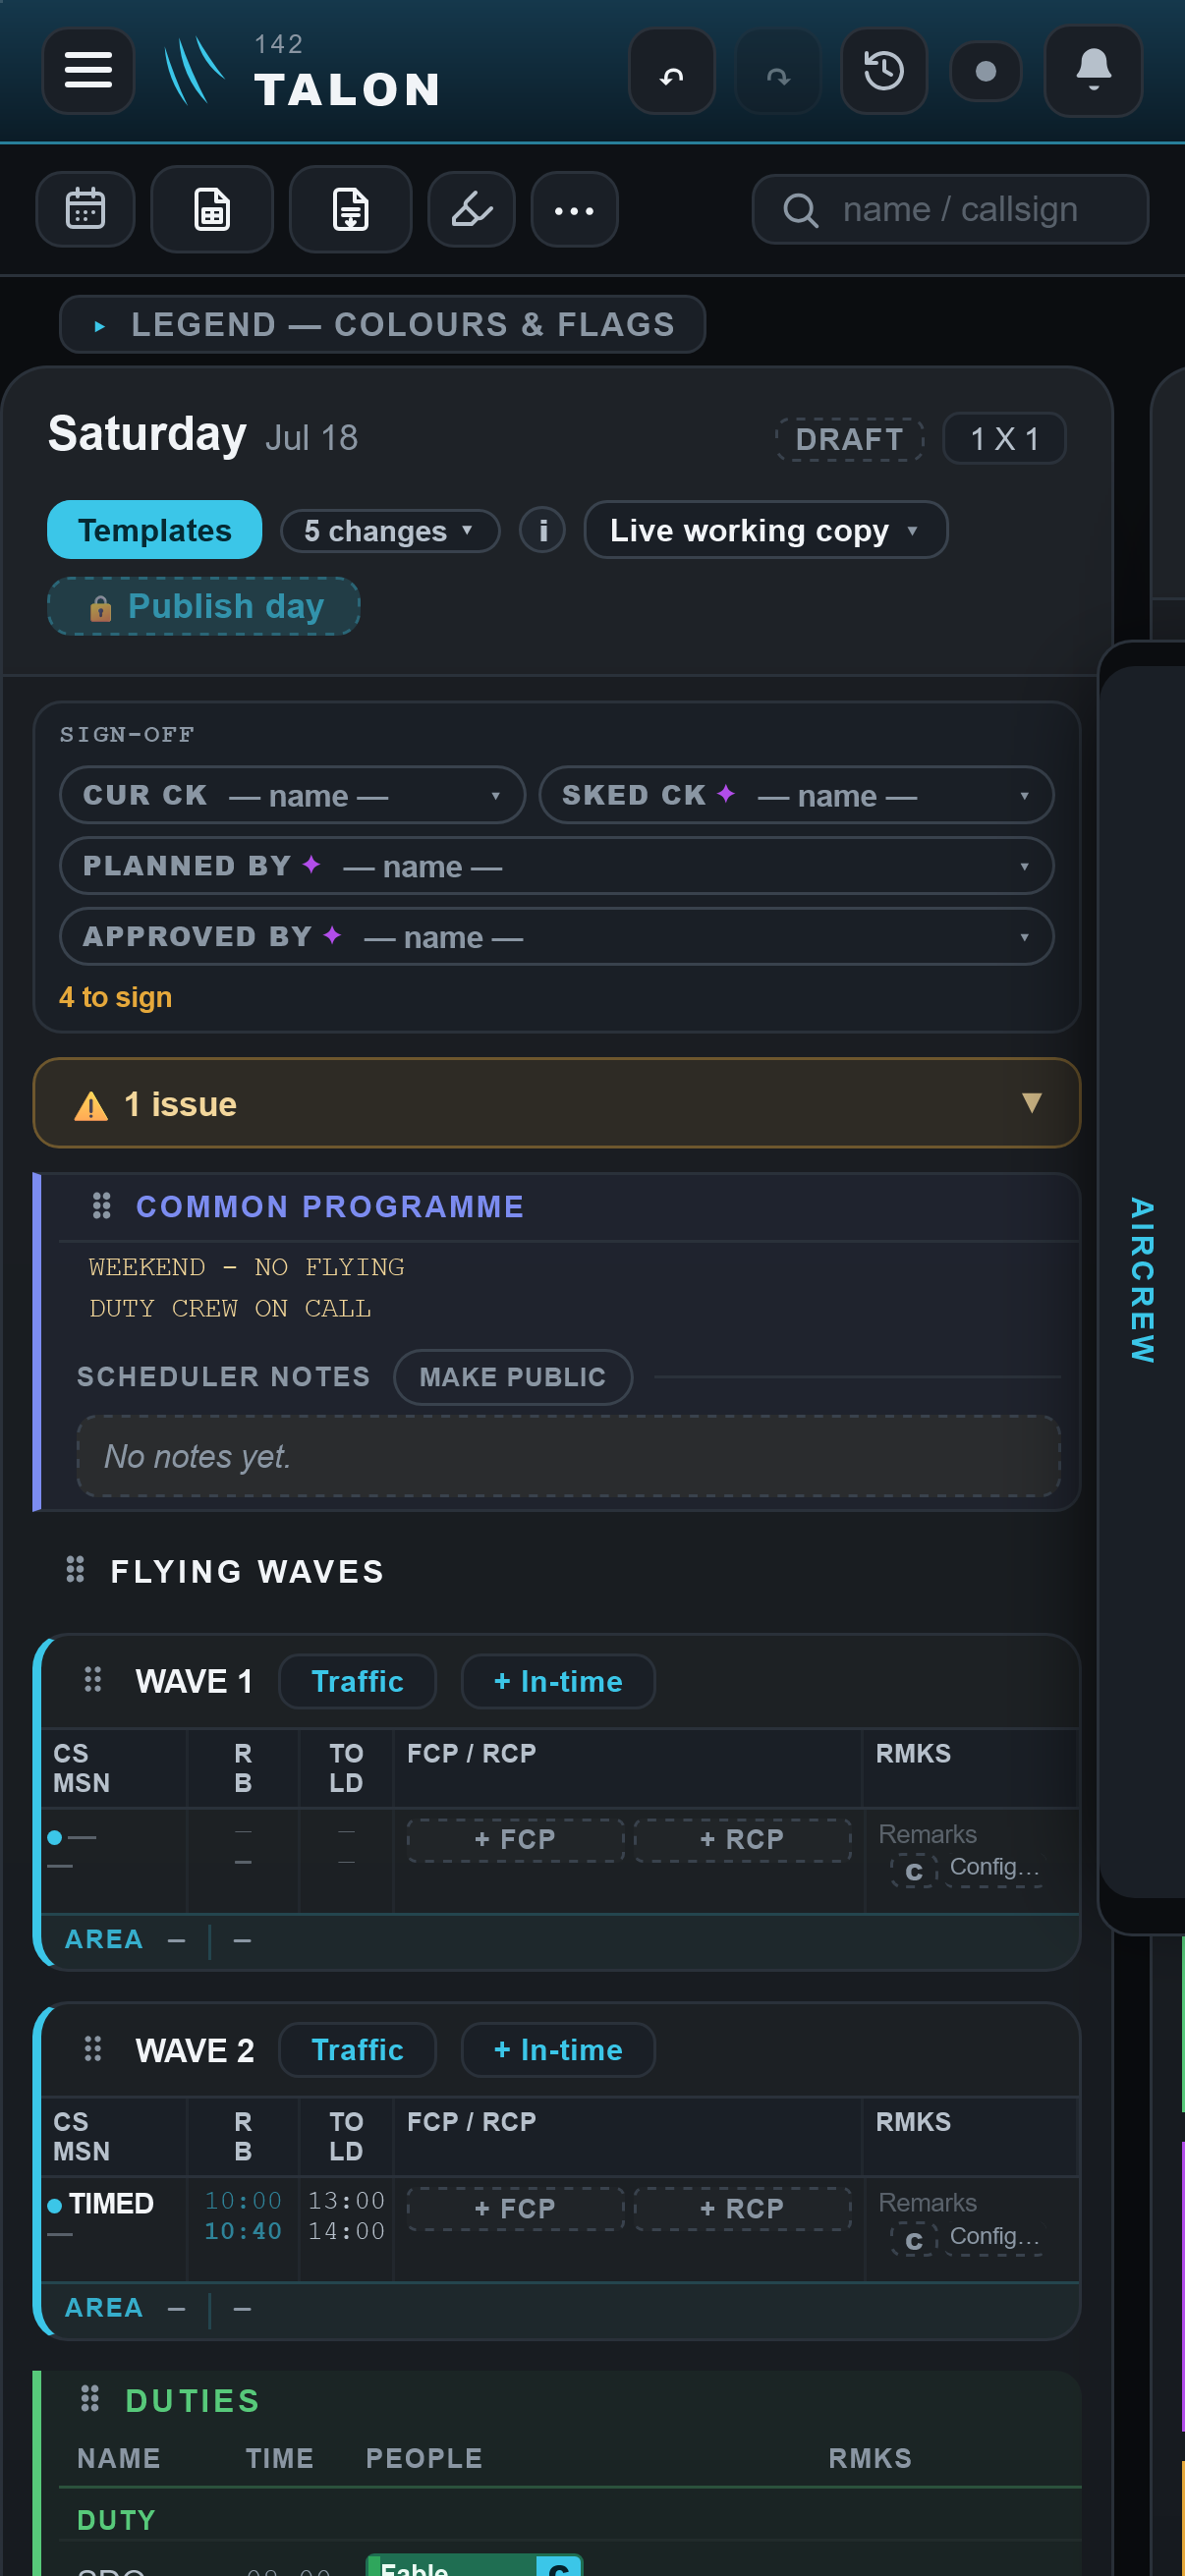 142
TALON
name / callsign
LEGEND — COLOURS & FLAGS
Saturday Jul 18 DRAFT 1 X 1
Templates 5 changes i Live working copy
Publish day
SIGN-OFF
CUR CK — name — SKED CK — name —
PLANNED BY — name —
APPROVED BY — name —
4 to sign
1 issue
COMMON PROGRAMME
WEEKEND – NO FLYING
DUTY CREW ON CALL
SCHEDULER NOTES MAKE PUBLIC
No notes yet.
AIRCREW
FLYING WAVES
WAVE 1 Traffic + In-time
CS R TO FCP / RCP RMKS
MSN B LD
— — — + FCP + RCP Remarks
— — — C Config…
AREA — | —
WAVE 2 Traffic + In-time
CS R TO FCP / RCP RMKS
MSN B LD
TIMED 10:00 13:00 + FCP + RCP Remarks
— 10:40 14:00 C Config…
AREA — | —
DUTIES
NAME TIME PEOPLE RMKS
DUTY
Fable C